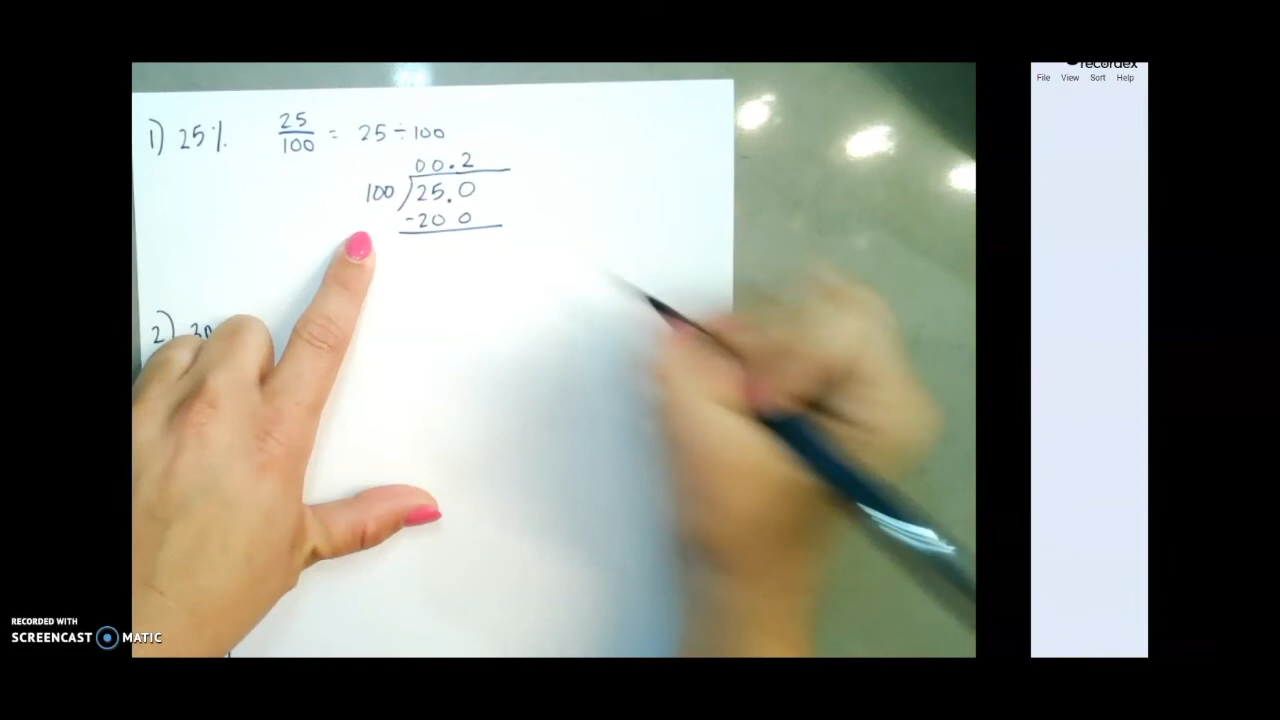 recordex
File View Sort Help
1) 25% 25/100 = 25 ÷ 100
00.2
100 ) 25.0
-20 0
2)
RECORDED WITH
SCREENCAST MATIC